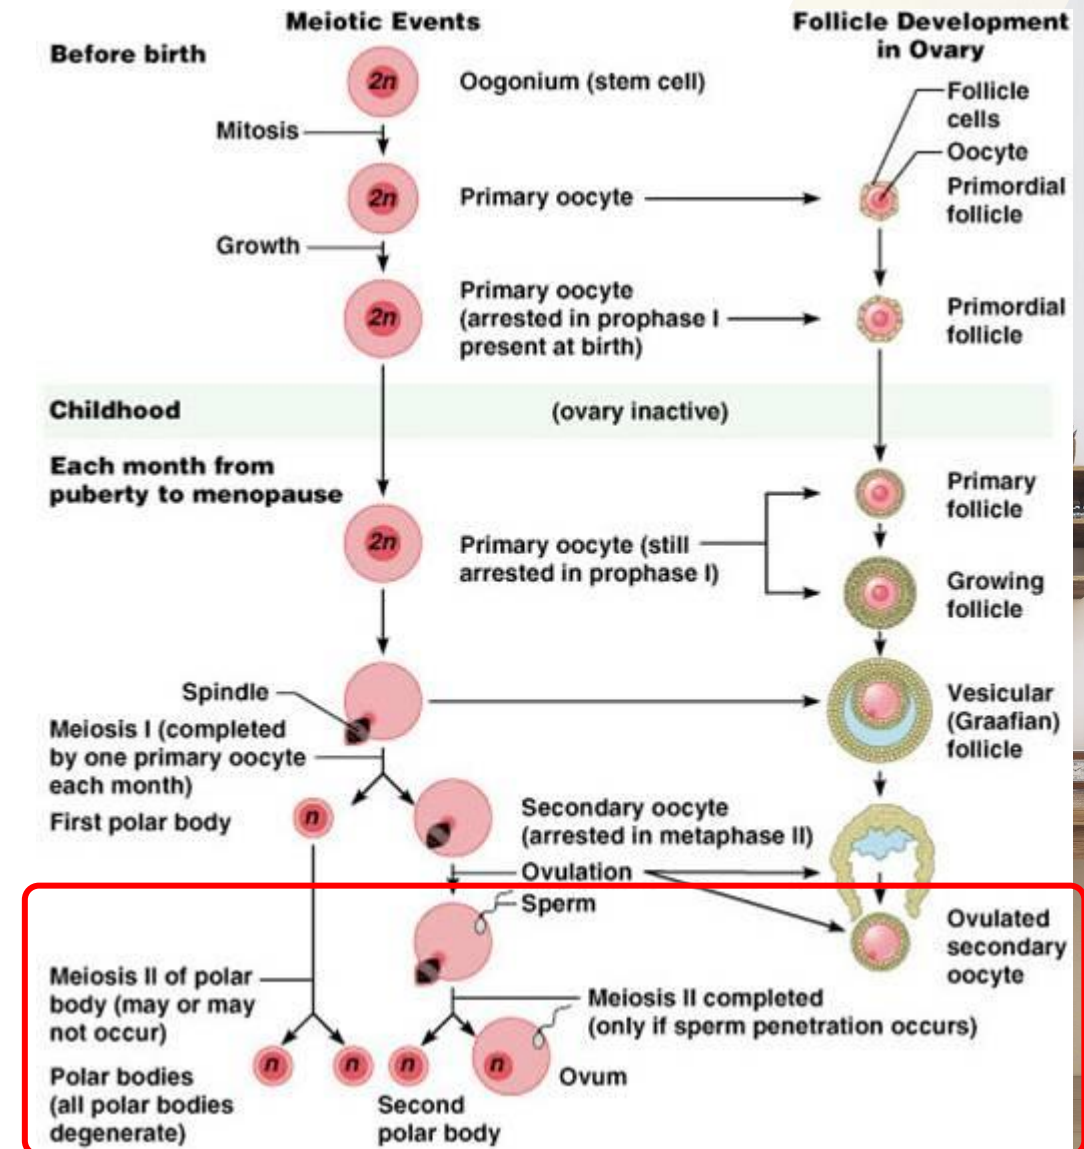 Meiotic Events
Follicle Development
in Ovary
Before birth
2n
Oogonium (stem cell)
Follicle
cells
Mitosis
Oocyte
2n
Primary oocyte
Primordial
follicle
Growth
2n
Primary oocyte
(arrested in prophase I
present at birth)
Primordial
follicle
Childhood
(ovary inactive)
Each month from
puberty to menopause
Primary
follicle
2n
Primary oocyte (still
arrested in prophase I)
Growing
follicle
Spindle
Vesicular
(Graafian)
follicle
Meiosis I (completed
by one primary oocyte
each month)
First polar body
n
Secondary oocyte
(arrested in metaphase II)
Ovulation
Sperm
Ovulated
secondary
oocyte
Meiosis II of polar
body (may or may
not occur)
Meiosis II completed
(only if sperm penetration occurs)
n
n
n
n
Ovum
Polar bodies
(all polar bodies
degenerate)
Second
polar body